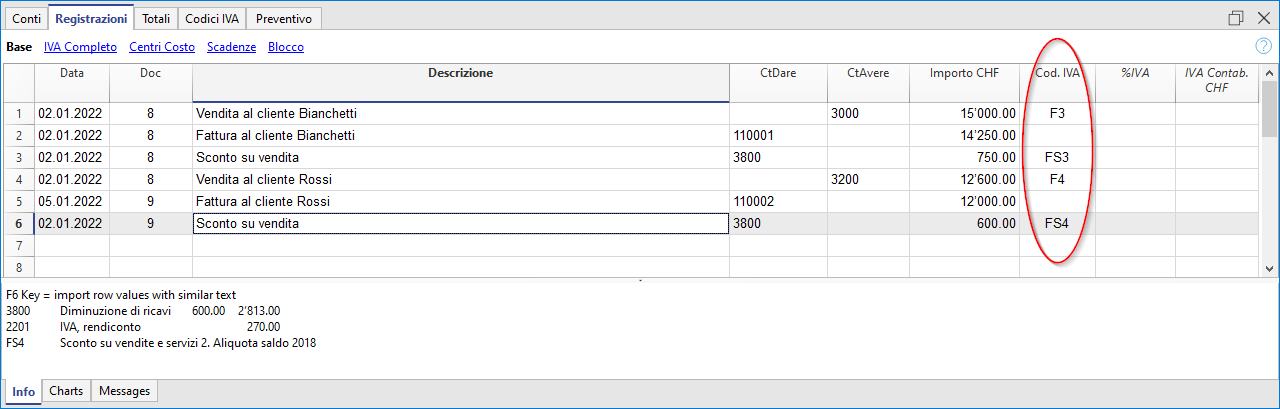 Conti Registrazioni Totali Codici IVA Preventivo
Base IVA Completo Centri Costo Scadenze Blocco ?
Data Doc Descrizione CtDare CtAvere Importo CHF Cod. IVA %IVA IVA Contab. CHF
1 02.01.2022 8 Vendita al cliente Bianchetti 3000 15'000.00 F3
2 02.01.2022 8 Fattura al cliente Bianchetti 110001 14'250.00
3 02.01.2022 8 Sconto su vendita 3800 750.00 FS3
4 02.01.2022 8 Vendita al cliente Rossi 3200 12'600.00 F4
5 05.01.2022 9 Fattura al cliente Rossi 110002 12'000.00
6 02.01.2022 9 Sconto su vendita 3800 600.00 FS4
7
8
F6 Key = import row values with similar text
3800 Diminuzione di ricavi 600.00 2'813.00
2201 IVA, rendiconto 270.00
FS4 Sconto su vendite e servizi 2. Aliquota saldo 2018
Info Charts Messages